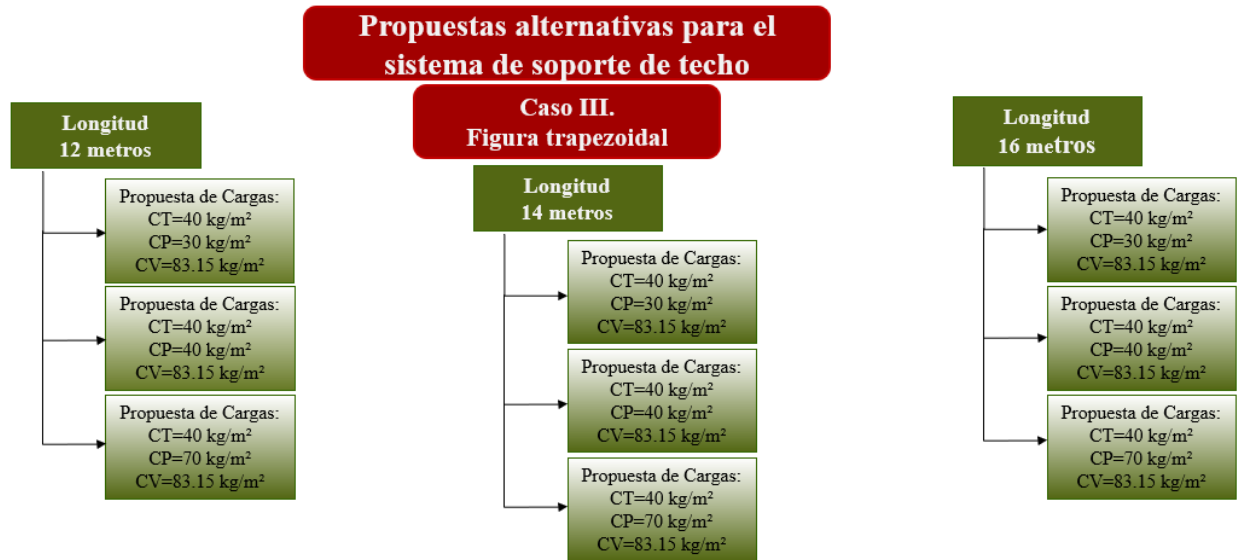 Propuestas alternativas para el
sistema de soporte de techo
Caso III.
Figura trapezoidal
Longitud
12 metros
Propuesta de Cargas:
CT=40 kg/m²
CP=30 kg/m²
CV=83.15 kg/m²
Propuesta de Cargas:
CT=40 kg/m²
CP=40 kg/m²
CV=83.15 kg/m²
Propuesta de Cargas:
CT=40 kg/m²
CP=70 kg/m²
CV=83.15 kg/m²
Longitud
14 metros
Propuesta de Cargas:
CT=40 kg/m²
CP=30 kg/m²
CV=83.15 kg/m²
Propuesta de Cargas:
CT=40 kg/m²
CP=40 kg/m²
CV=83.15 kg/m²
Propuesta de Cargas:
CT=40 kg/m²
CP=70 kg/m²
CV=83.15 kg/m²
Longitud
16 metros
Propuesta de Cargas:
CT=40 kg/m²
CP=30 kg/m²
CV=83.15 kg/m²
Propuesta de Cargas:
CT=40 kg/m²
CP=40 kg/m²
CV=83.15 kg/m²
Propuesta de Cargas:
CT=40 kg/m²
CP=70 kg/m²
CV=83.15 kg/m²